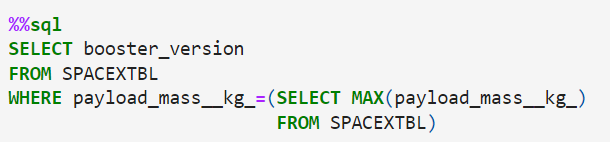 %%sql
SELECT booster_version
FROM SPACEXTBL
WHERE payload_mass__kg_=(SELECT MAX(payload_mass__kg_)
FROM SPACEXTBL)